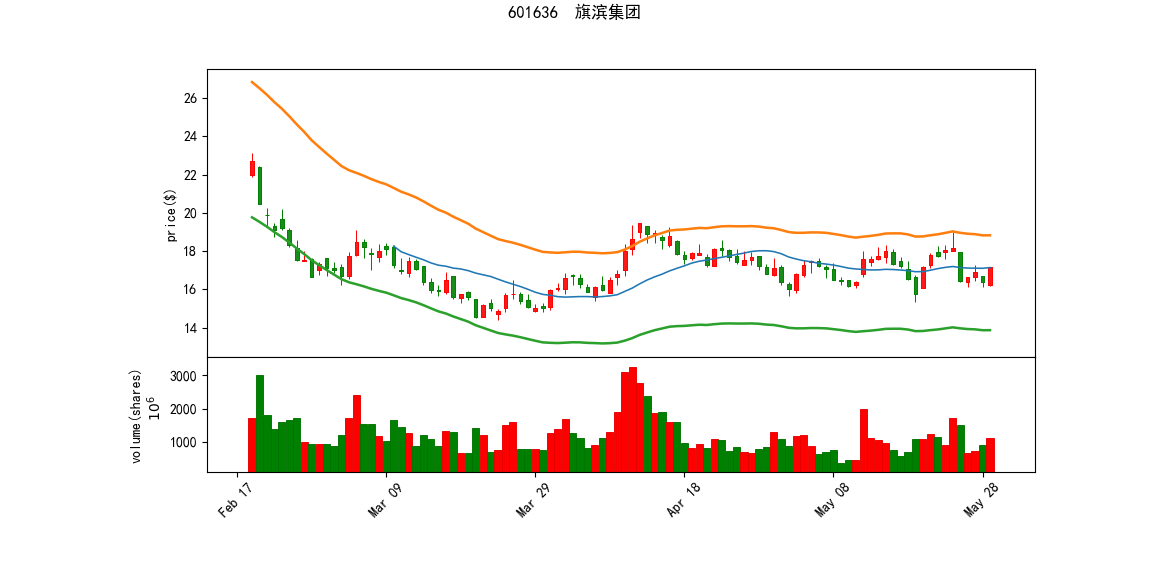 601636 旗滨集团
price($)
26
24
22
20
18
16
14
volume(shares)
10^6
3000
2000
1000
Feb 17
Mar 09
Mar 29
Apr 18
May 08
May 28